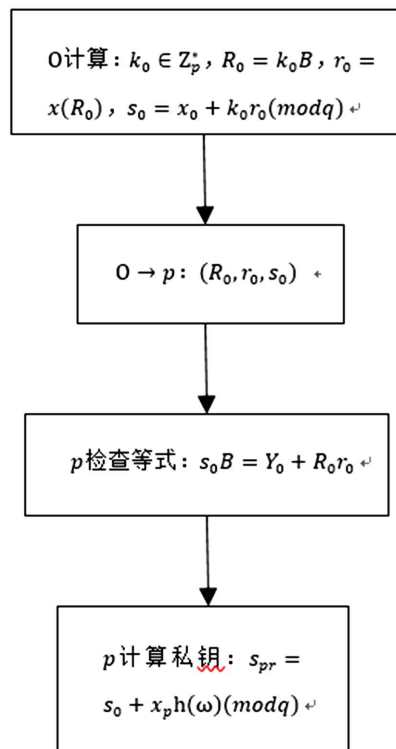 O计算：k₀ ∈ Z*ₚ，R₀ = k₀B，r₀ =
x(R₀)，s₀ = x₀ + k₀r₀(modq)
O → p：(R₀, r₀, s₀)
p检查等式：s₀B = Y₀ + R₀r₀
p计算私钥：sₚᵣ =
s₀ + xₚh(ω)(modq)